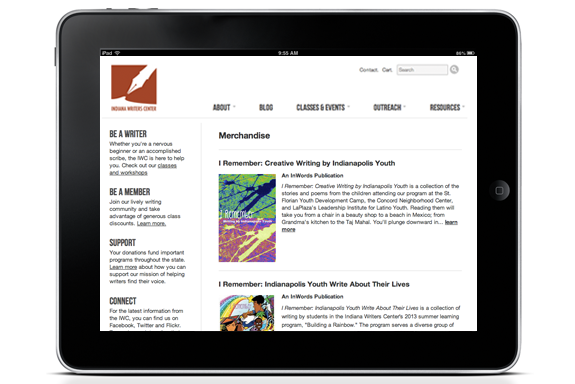 iPad
9:55 AM
86%
Contact. Cart. Search
INDIANA WRITERS CENTER
ABOUT
BLOG
CLASSES & EVENTS
OUTREACH
RESOURCES
BE A WRITER
Whether you're a nervous
beginner or an accomplished
scribe, the IWC is here to help
you. Check out our classes
and workshops
BE A MEMBER
Join our lively writing
community and take
advantage of generous class
discounts. Learn more.
SUPPORT
Your donations fund important
programs throughout the state.
Learn more about how you can
support our mission of helping
writers find their voice.
CONNECT
For the latest information
from the IWC, you can find us on
Facebook, Twitter and Flickr.
Merchandise
I Remember: Creative Writing by Indianapolis Youth
I Remember
Writing by Indianapolis Youth
An InWords Publication
I Remember: Creative Writing by Indianapolis Youth is a collection of the
stories and poems from the children attending our programs at the St.
Florian Youth Development Camp, the Concord Neighborhood Center,
and LaPlaza's Leadership Institute for Latino Youth. Reading them will
take you from a chair in a beauty shop to a beach in Mexico; from
Grandma's kitchen to the Taj Mahal. You'll plunge downward in... learn
more
I Remember: Indianapolis Youth Write About Their Lives
An InWords Publication
I Remember: Indianapolis Youth Write About Their Lives is a collection of
writing by students in the Indiana Writers Center's 2013 summer learning
program, "Building a Rainbow." The program serves a diverse group of